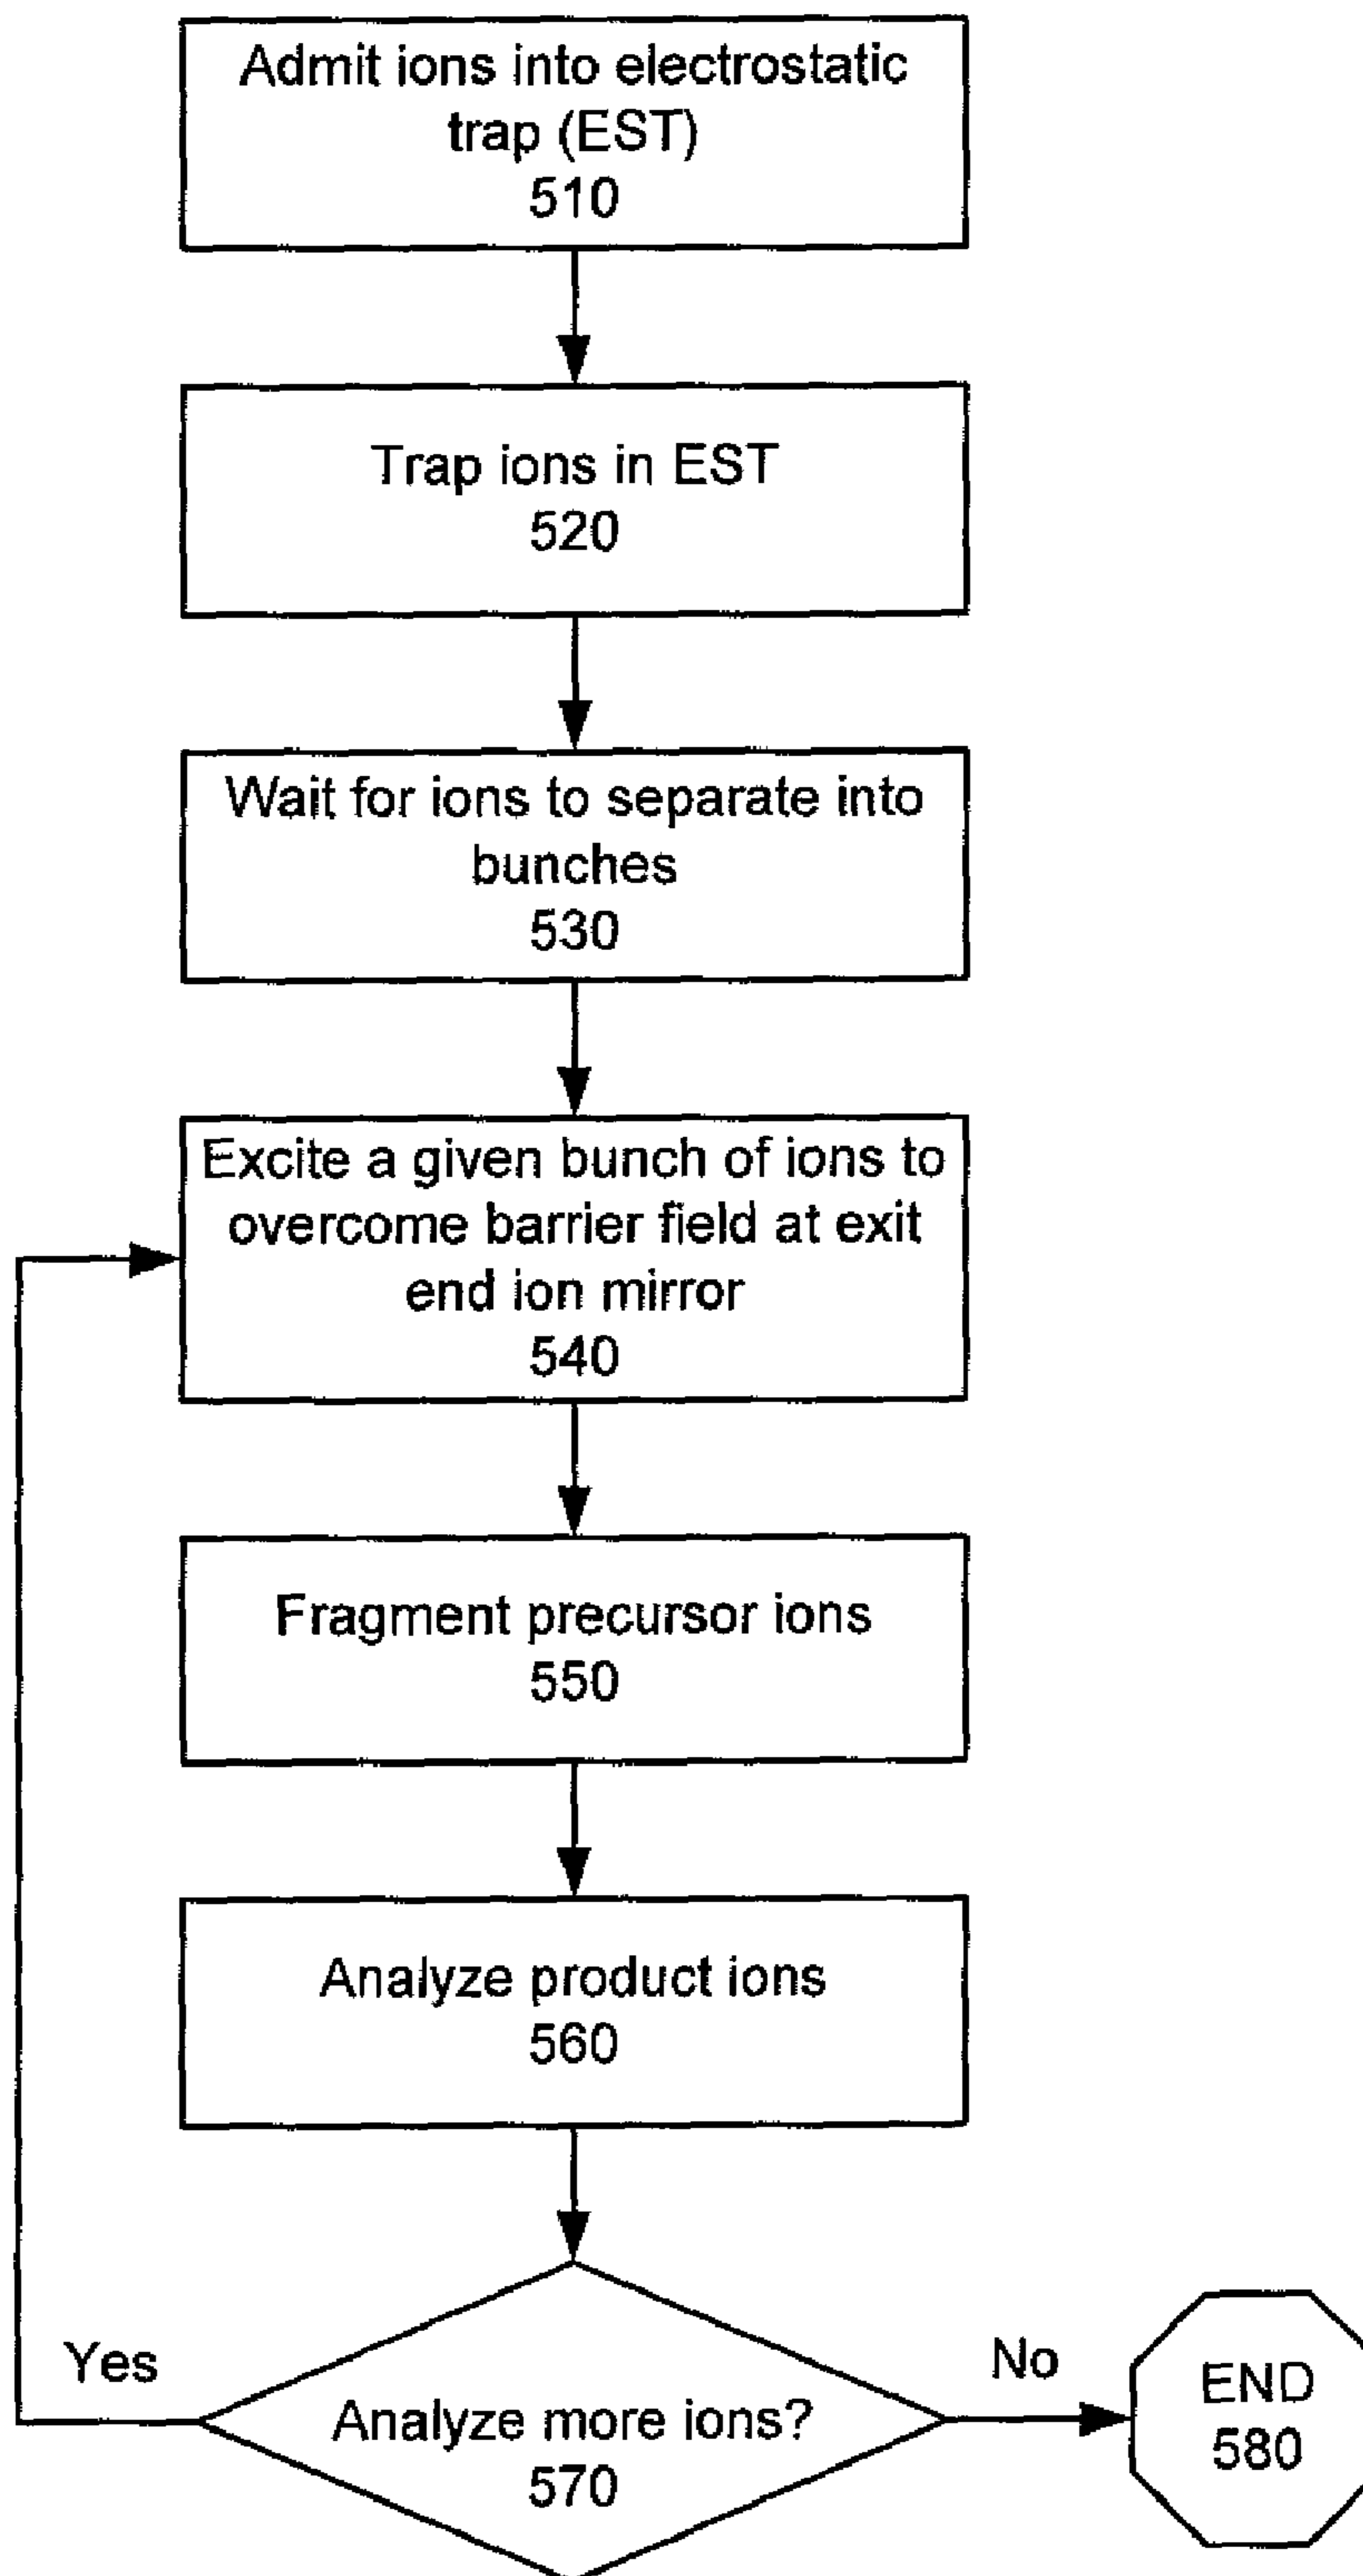 Admit ions into electrostatic
trap (EST)
510
Trap ions in EST
520
Wait for ions to separate into
bunches
530
Excite a given bunch of ions to
overcome barrier field at exit
end ion mirror
540
Fragment precursor ions
550
Analyze product ions
560
Yes
Analyze more ions?
570
No
END
580